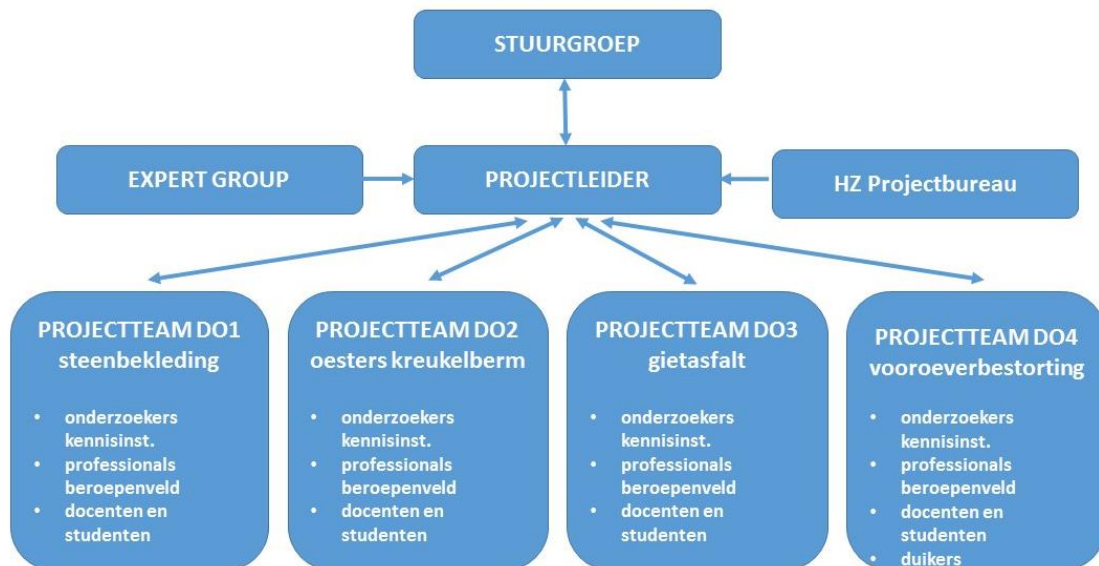 STUURGROEP
EXPERT GROUP
PROJECTLEIDER
HZ Projectbureau
PROJECTTEAM DO1
steenbekleding
• onderzoekers
kennisinst.
• professionals
beroepenveld
• docenten en
studenten
PROJECTTEAM DO2
oesters kreukelberm
• onderzoekers
kennisinst.
• professionals
beroepenveld
• docenten en
studenten
PROJECTTEAM DO3
gietasfalt
• onderzoekers
kennisinst.
• professionals
beroepenveld
• docenten en
studenten
PROJECTTEAM DO4
vooroeverbestorting
• onderzoekers
kennisinst.
• professionals
beroepenveld
• docenten en
studenten
• duikers